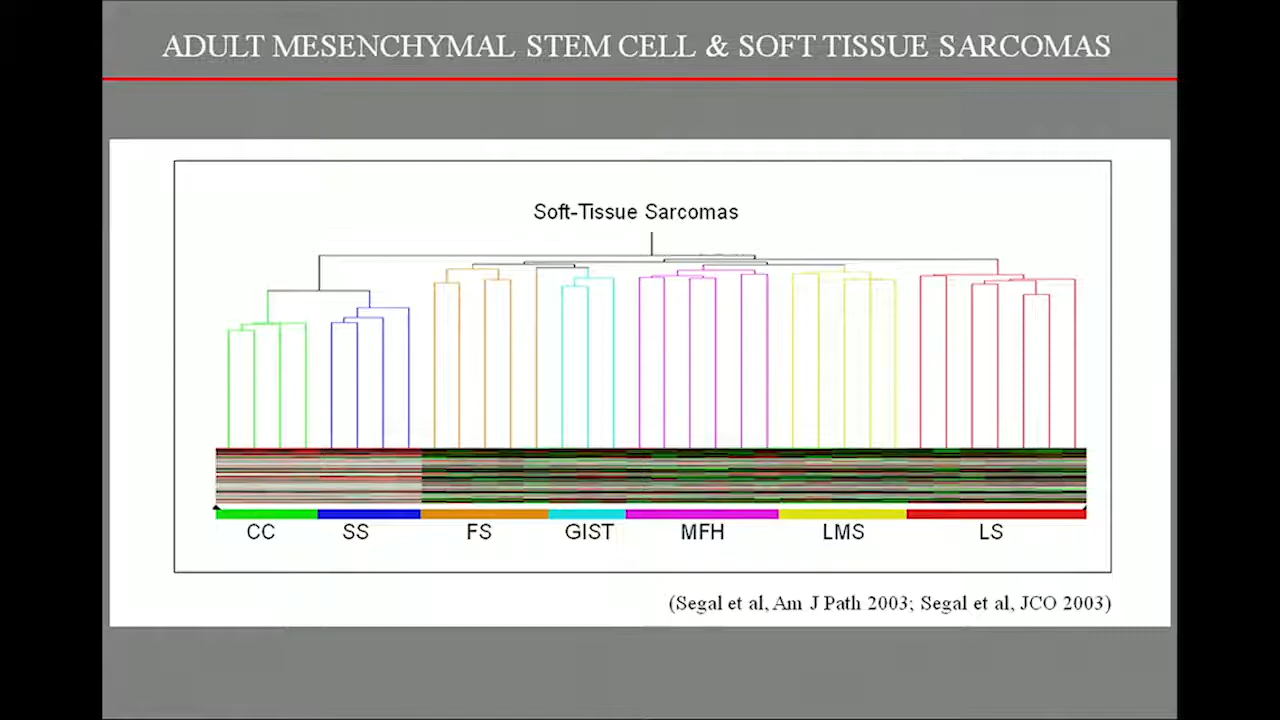 ADULT MESENCHYMAL STEM CELL & SOFT TISSUE SARCOMAS
Soft-Tissue Sarcomas
CC SS FS GIST MFH LMS LS
(Segal et al, Am J Path 2003; Segal et al, JCO 2003)